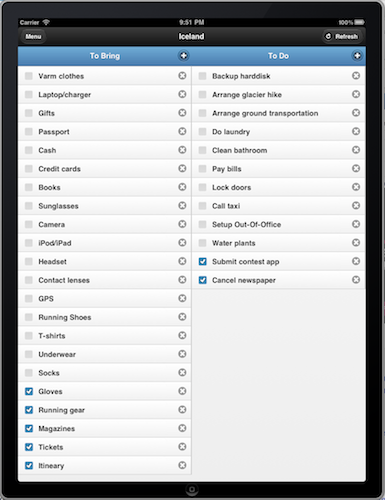 Carrier 9:51 PM 100%
Menu Iceland Refresh
To Bring
Varm clothes
Laptop/charger
Gifts
Passport
Cash
Credit cards
Books
Sunglasses
Camera
iPod/iPad
Headset
Contact lenses
GPS
Running Shoes
T-shirts
Underwear
Socks
Gloves
Running gear
Magazines
Tickets
Itineary
To Do
Backup harddisk
Arrange glacier hike
Arrange ground transportation
Do laundry
Clean bathroom
Pay bills
Lock doors
Call taxi
Setup Out-Of-Office
Water plants
Submit contest app
Cancel newspaper